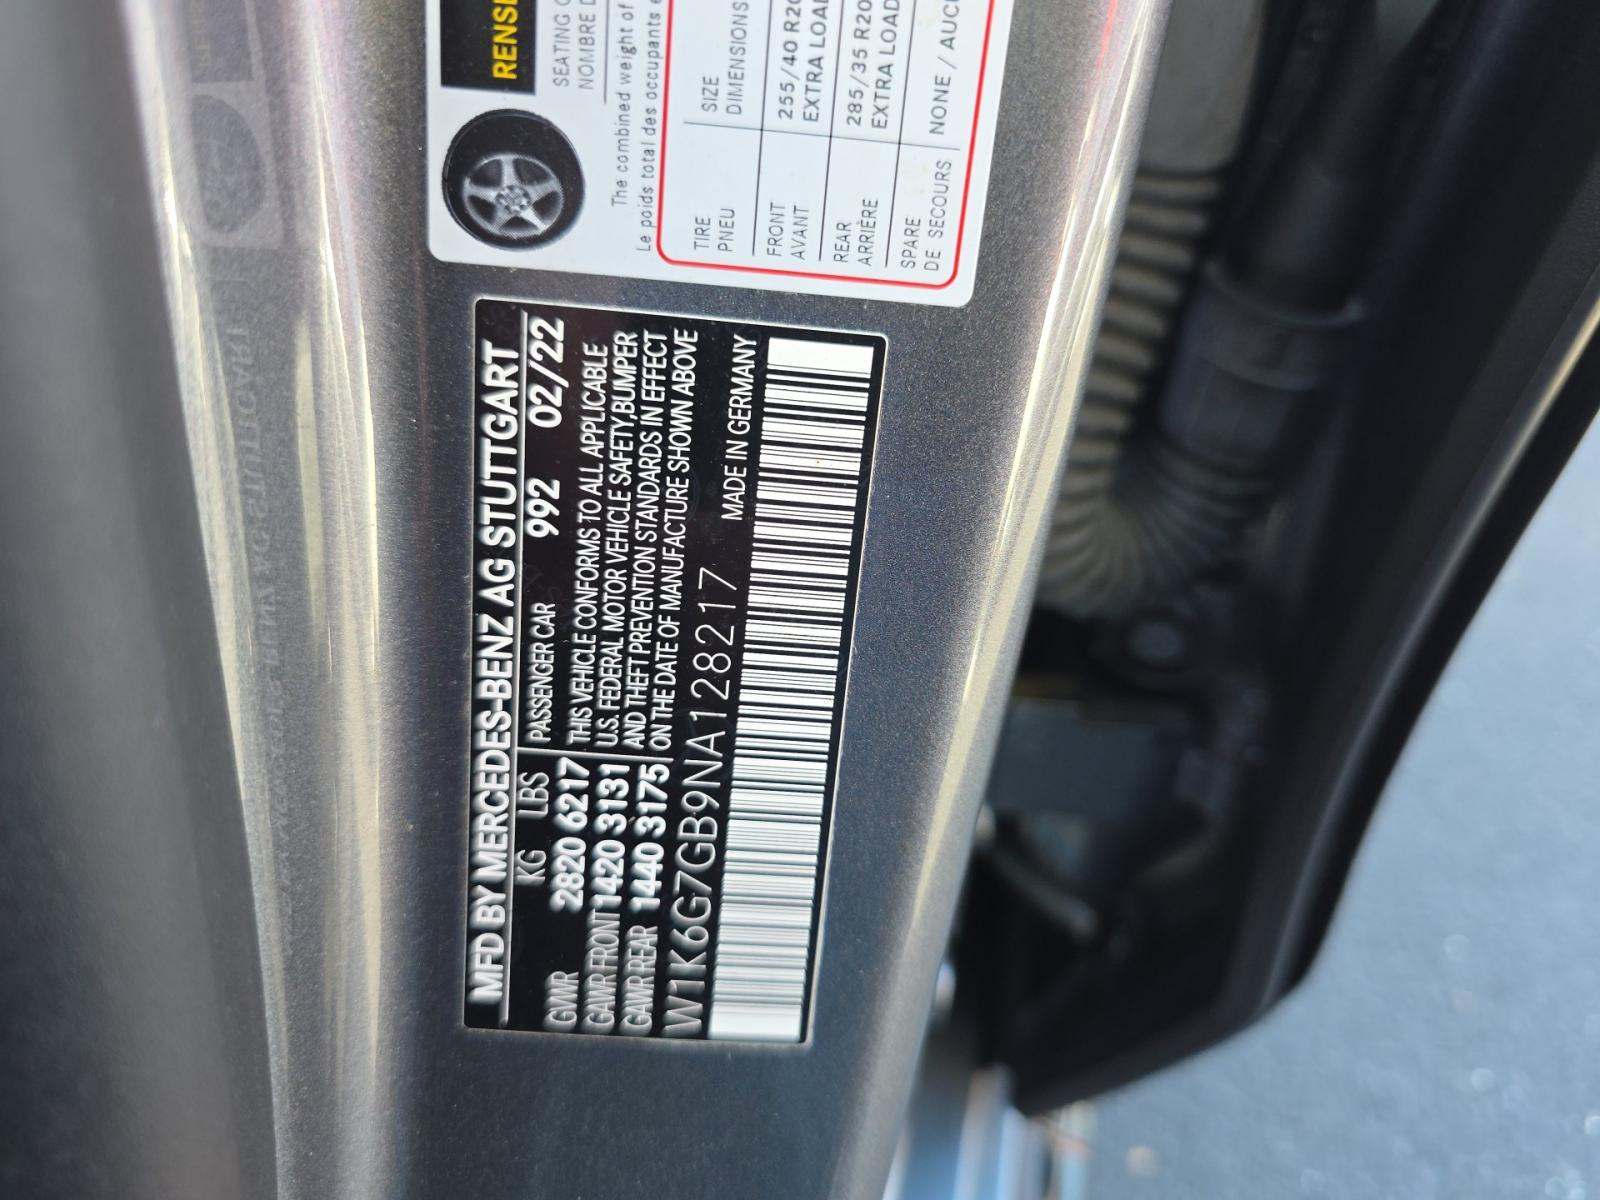 RENSE
SEATING C
NOMBRE D
The combined weight of
Le poids total des occupants e
TIRE SIZE
PNEU DIMENSIONS
FRONT 255/40 R20
AVANT EXTRA LOAD
REAR 285/35 R20
ARRIÈRE EXTRA LOAD
SPARE NONE / AUC
DE SECOURS
MFD BY MERCEDES-BENZ AG STUTTGART
KG LBS PASSENGER CAR 992 02/22
GVWR 2820 6217 THIS VEHICLE CONFORMS TO ALL APPLICABLE
GAWR FRONT 1420 3131 U.S. FEDERAL MOTOR VEHICLE SAFETY,BUMPER
GAWR REAR 1440 3175 AND THEFT PREVENTION STANDARDS IN EFFECT
ON THE DATE OF MANUFACTURE SHOWN ABOVE
W1K6G7GB9NA128217 MADE IN GERMANY